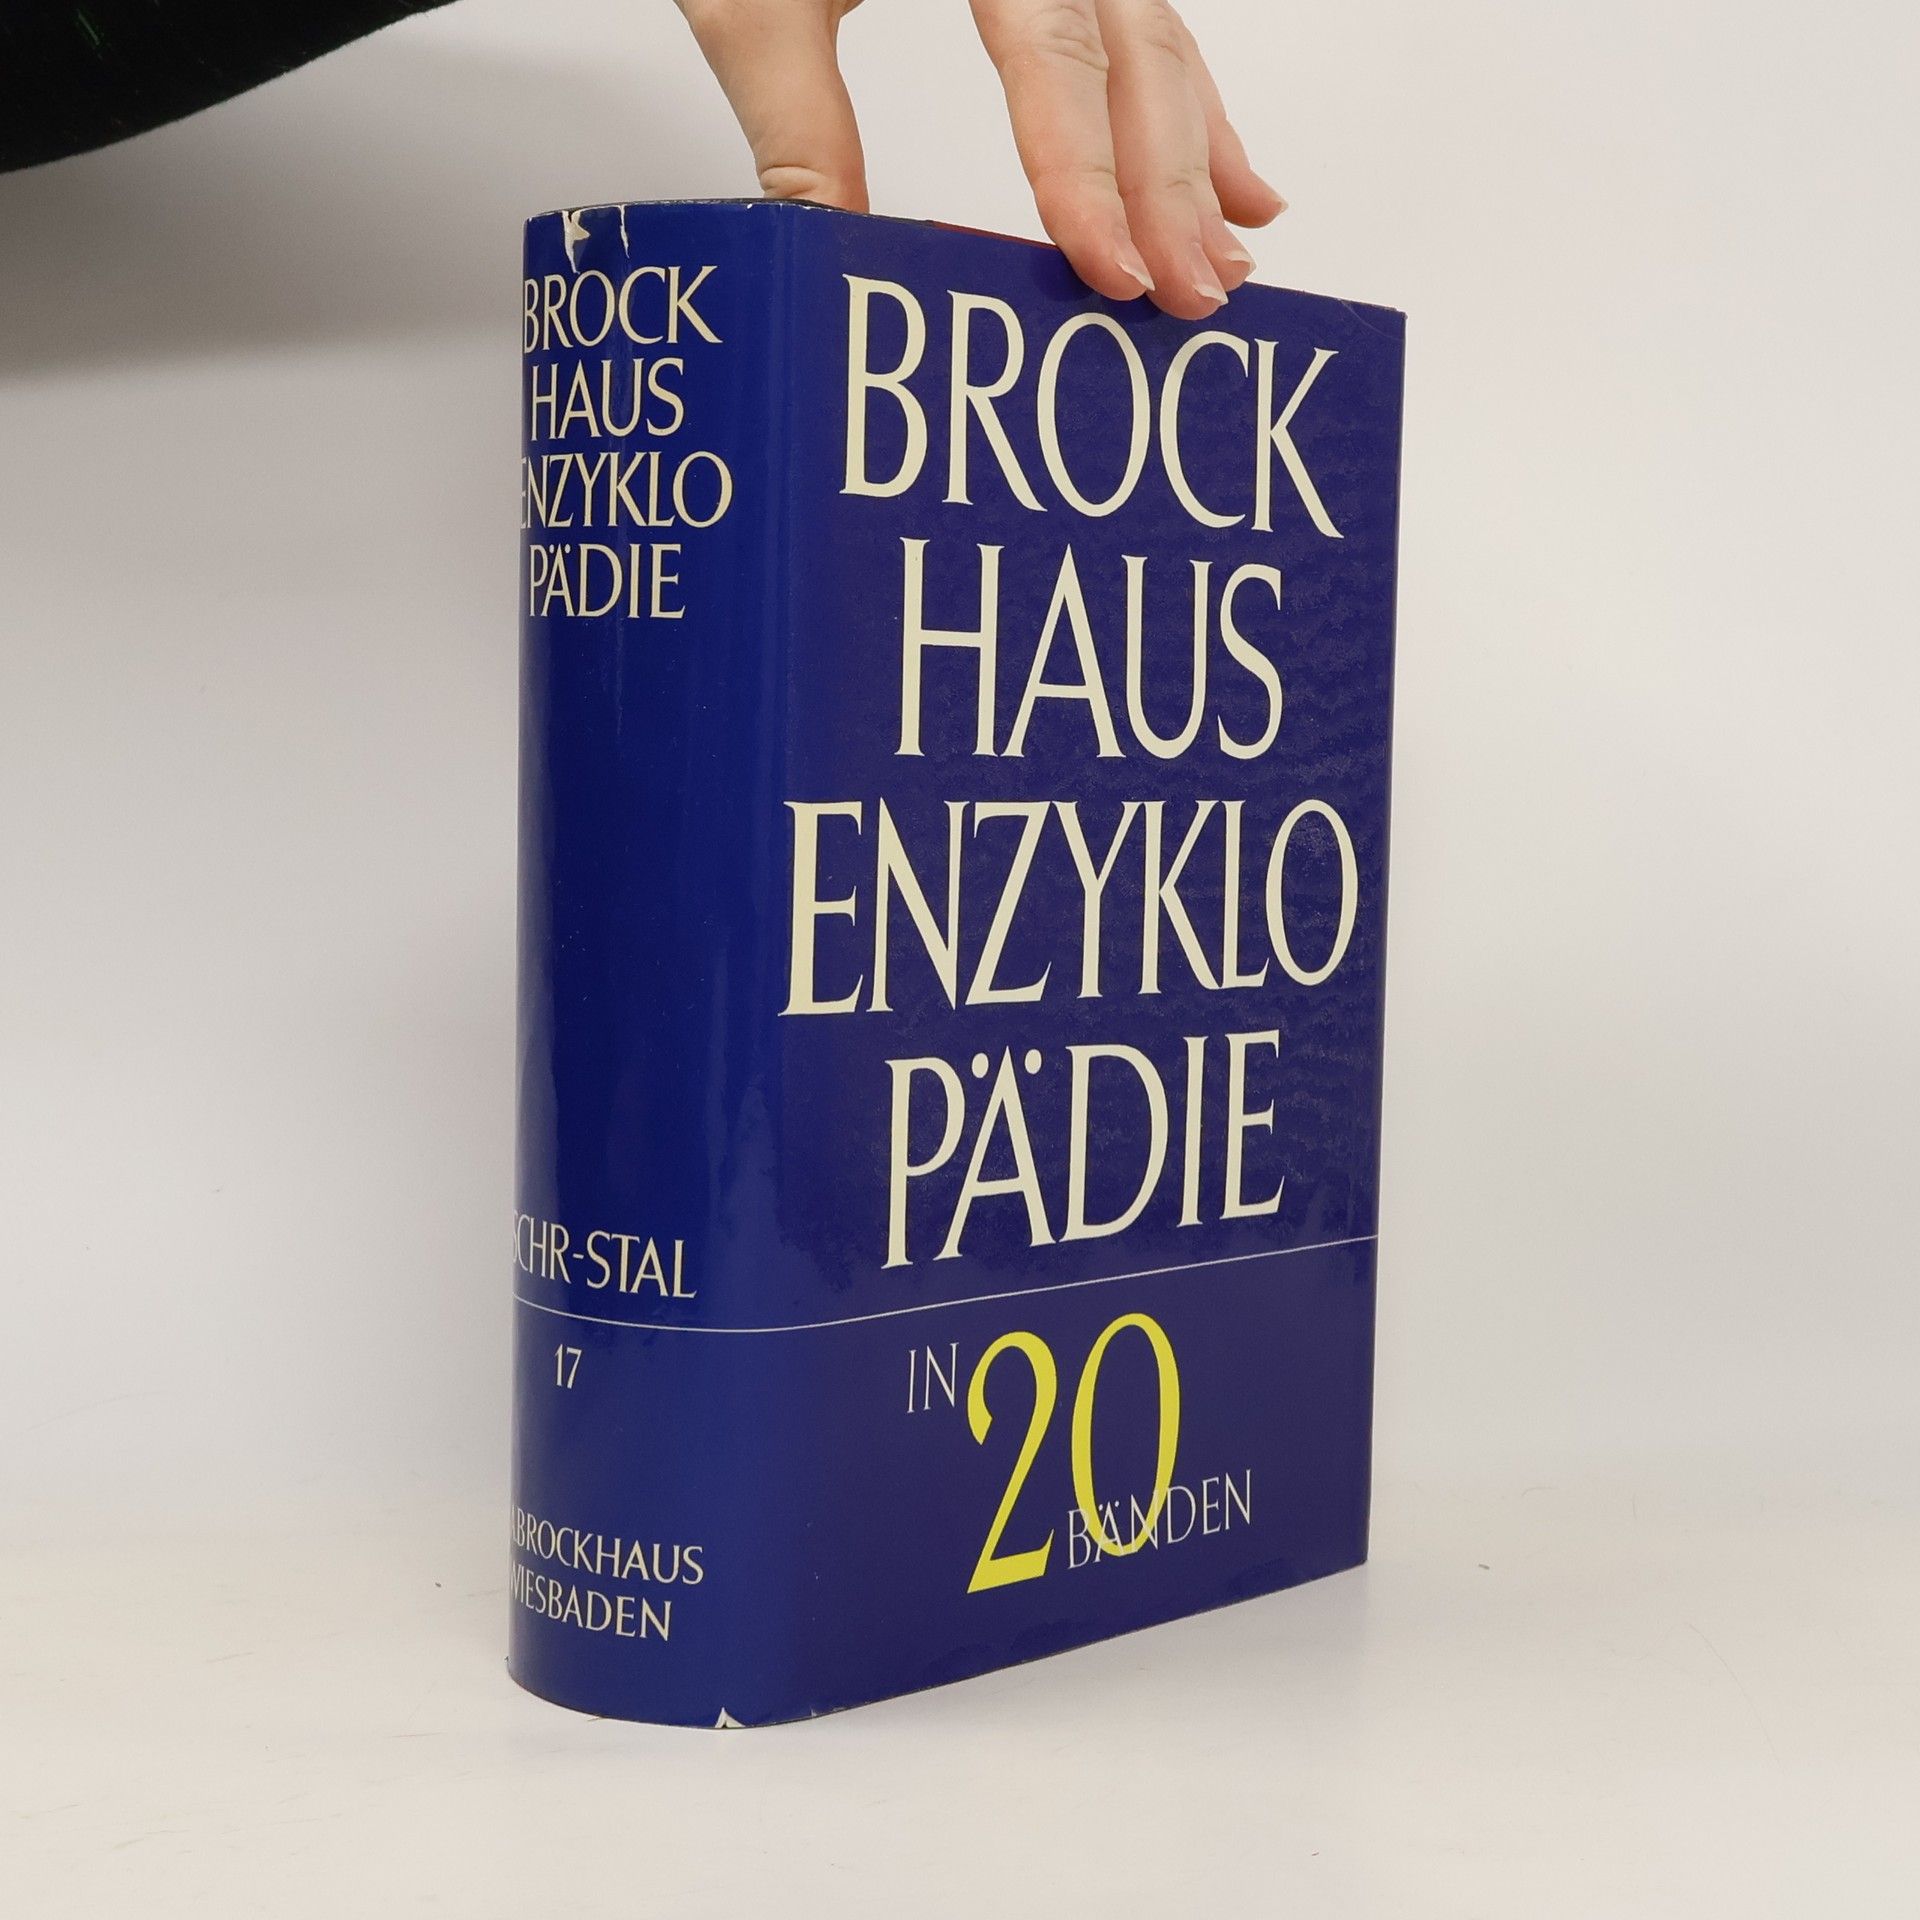 BROCK
HAUS
ENZYKLO
PÄDIE
SCHR-STAL
17
BROCKHAUS
WIESBADEN
BROCK
HAUS
ENZYKLO
PÄDIE
IN 20
BÄNDEN